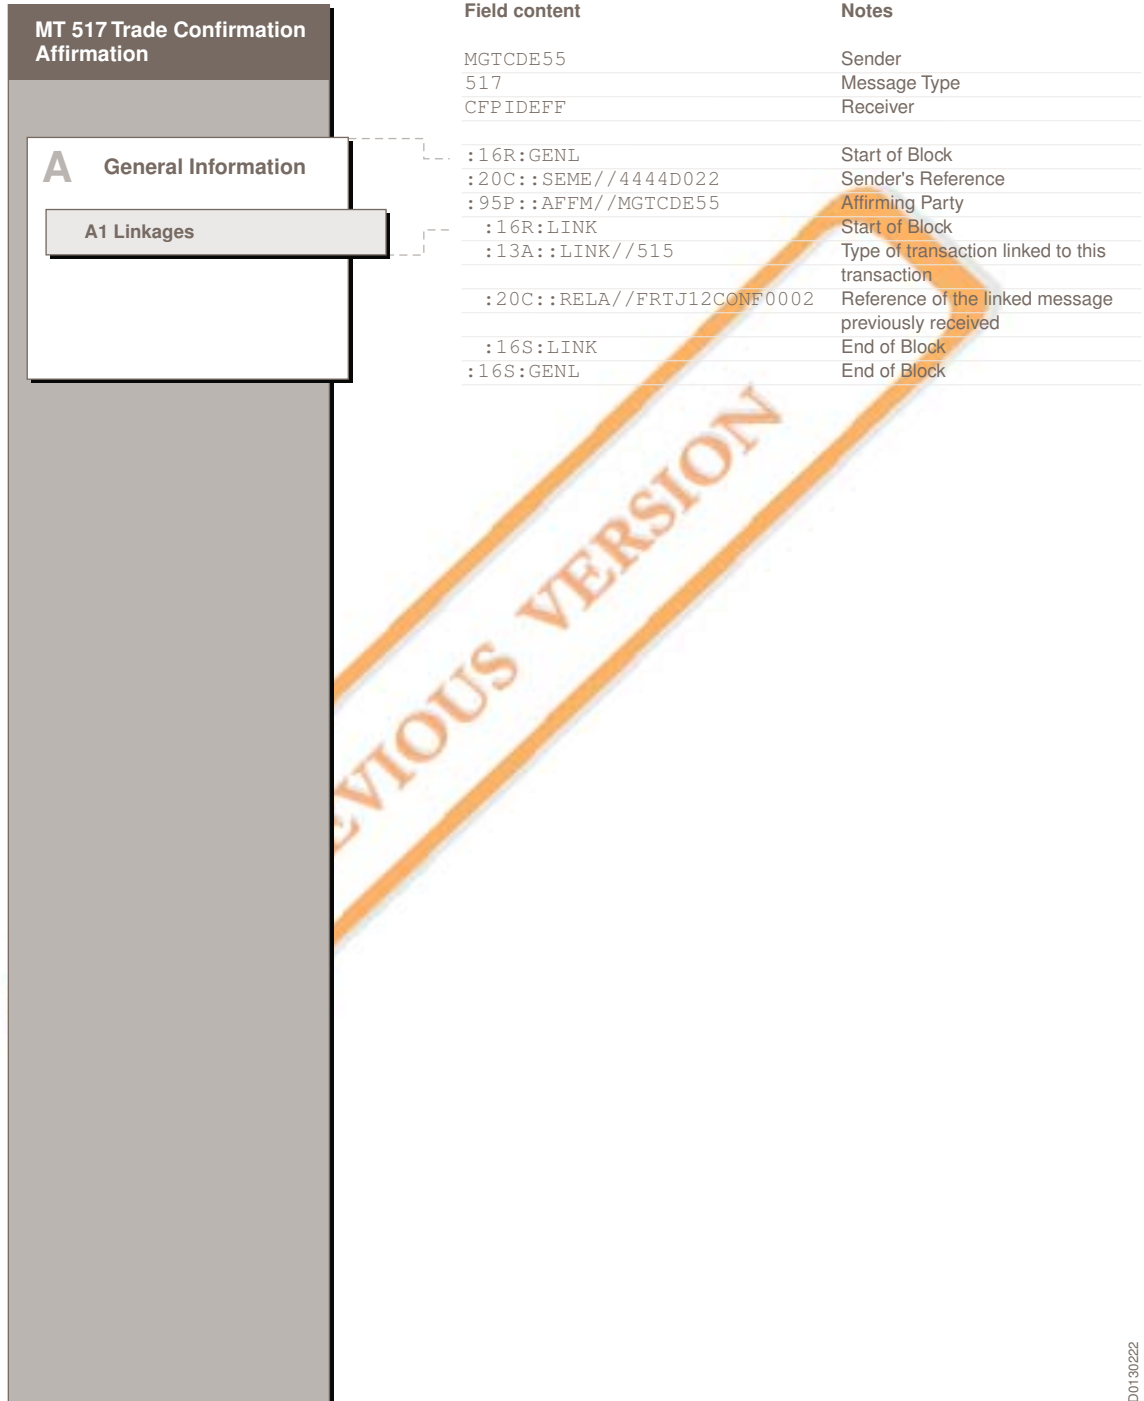 MT 517 Trade Confirmation
Affirmation
A General Information
A1 Linkages
Field content Notes
MGTCDE55 Sender
517 Message Type
CFPIDEFF Receiver
:16R:GENL Start of Block
:20C::SEME//4444D022 Sender's Reference
:95P::AFFM//MGTCDE55 Affirming Party
:16R:LINK Start of Block
:13A::LINK//515 Type of transaction linked to this
transaction
:20C::RELA//FRTJ12CONF0002 Reference of the linked message
previously received
:16S:LINK End of Block
:16S:GENL End of Block
EVIOUS VERSION
D0130222